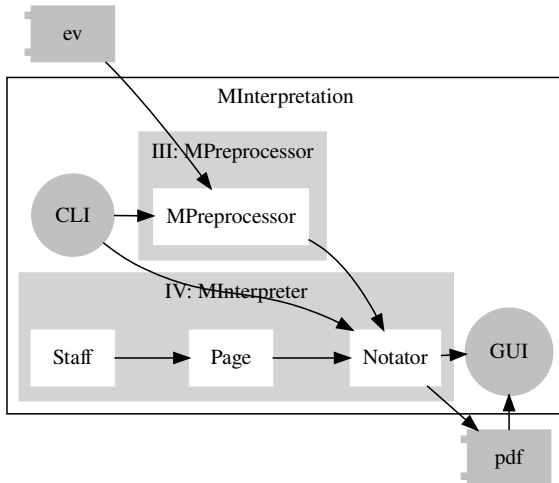 ev
MInterpretation
III: MPreprocessor
CLI
MPreprocessor
IV: MInterpreter
Staff
Page
Notator
GUI
pdf